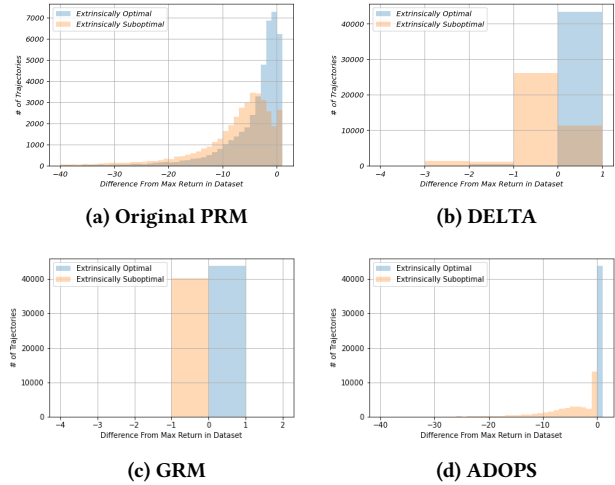 Extrinsically Optimal
Extrinsically Suboptimal
# of Trajectories
7000
6000
5000
4000
3000
2000
1000
0
-40
-30
-20
-10
0
Difference From Max Return in Dataset
(a) Original PRM
Extrinsically Optimal
Extrinsically Suboptimal
# of Trajectories
40000
30000
20000
10000
0
-4
-3
-2
-1
0
1
Difference From Max Return in Dataset
(b) DELTA
Extrinsically Optimal
Extrinsically Suboptimal
# of Trajectories
40000
30000
20000
10000
0
-4
-3
-2
-1
0
1
2
Difference From Max Return in Dataset
(c) GRM
Extrinsically Optimal
Extrinsically Suboptimal
# of Trajectories
40000
30000
20000
10000
0
-40
-30
-20
-10
0
Difference From Max Return in Dataset
(d) ADOPS